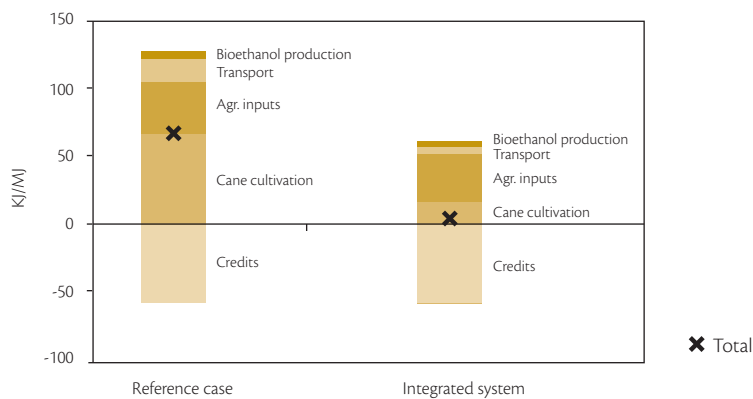 150
100
50
0
-50
-100
KJ/MJ
Bioethanol production
Transport
Agr. inputs
Cane cultivation
Credits
Bioethanol production
Transport
Agr. inputs
Cane cultivation
Credits
Total
Reference case
Integrated system